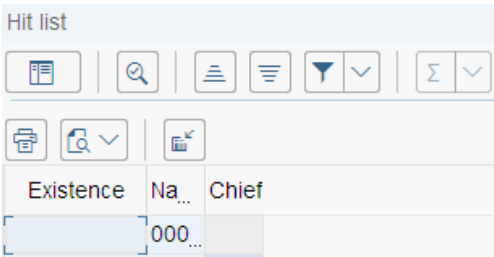 Hit list
Σ
Existence Na... Chief
000...